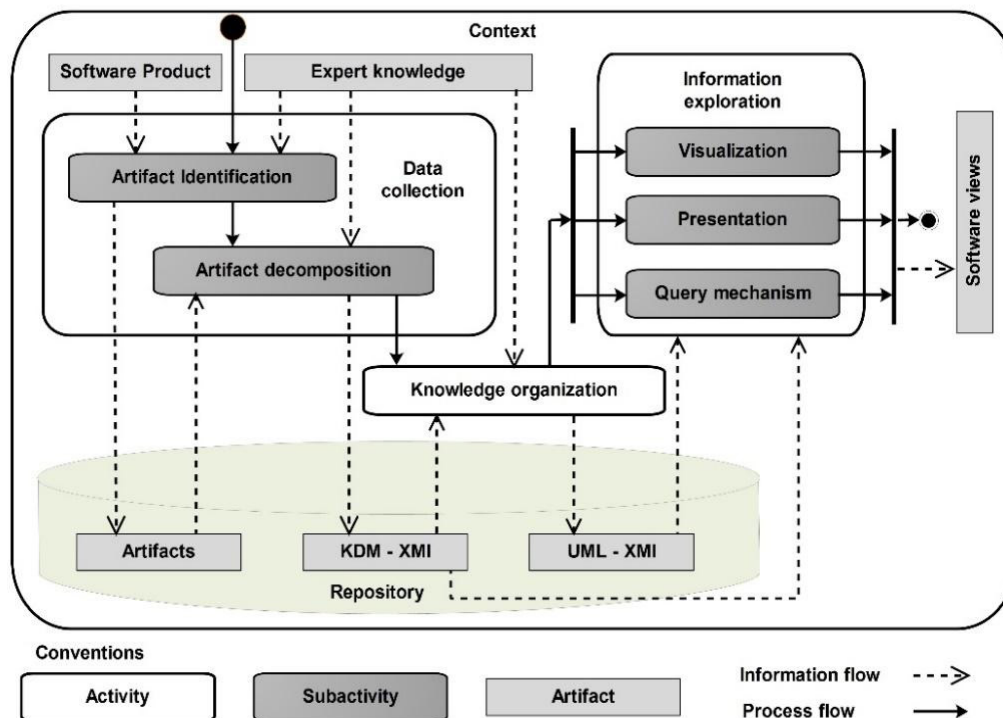 Context
Software Product
Expert knowledge
Information
exploration
Data
collection
Artifact Identification
Artifact decomposition
Visualization
Presentation
Query mechanism
Software views
Knowledge organization
Artifacts
KDM - XMI
UML - XMI
Repository
Conventions
Activity
Subactivity
Artifact
Information flow
Process flow